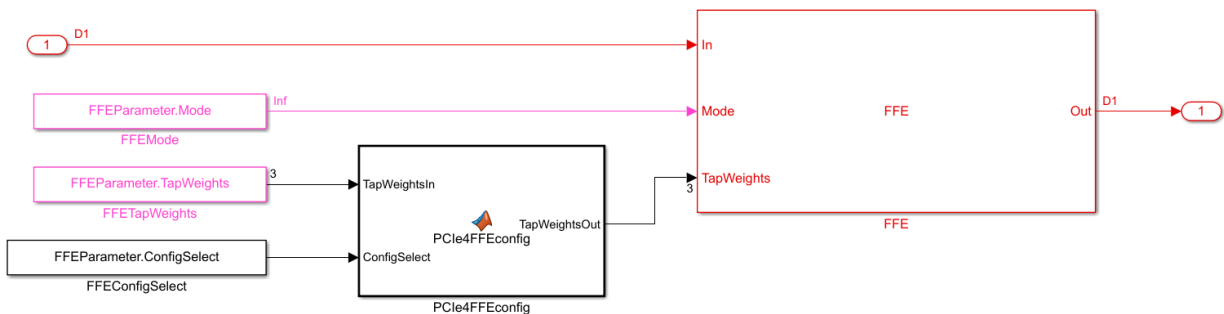 D1
1
In
FFEParameter.Mode
Inf
Mode
FFE
Out
D1
1
FFEMode
FFEParameter.TapWeights
3
TapWeightsIn
3
TapWeights
FFETapWeights
FFE
TapWeightsOut
PCIe4FFEconfig
FFEParameter.ConfigSelect
ConfigSelect
FFEConfigSelect
PCIe4FFEconfig